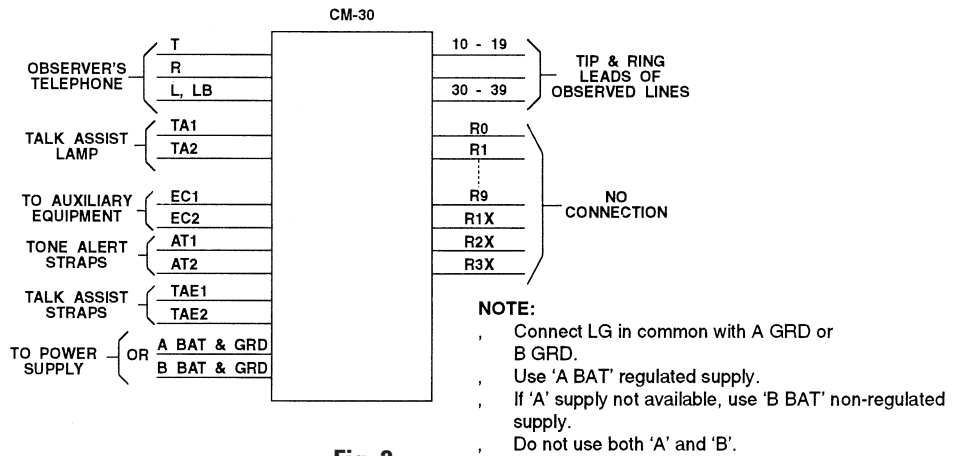 CM-30
OBSERVER'S
TELEPHONE
T
R
L, LB
TALK ASSIST
LAMP
TA1
TA2
TO AUXILIARY
EQUIPMENT
EC1
EC2
TONE ALERT
STRAPS
AT1
AT2
TALK ASSIST
STRAPS
TAE1
TAE2
TO POWER
SUPPLY
OR
A BAT & GRD
B BAT & GRD
10 - 19
30 - 39
TIP & RING
LEADS OF
OBSERVED LINES
R0
R1
R9
R1X
R2X
R3X
NO
CONNECTION
NOTE:
, Connect LG in common with A GRD or
B GRD.
, Use 'A BAT' regulated supply.
, If 'A' supply not available, use 'B BAT' non-regulated
supply.
, Do not use both 'A' and 'B'.